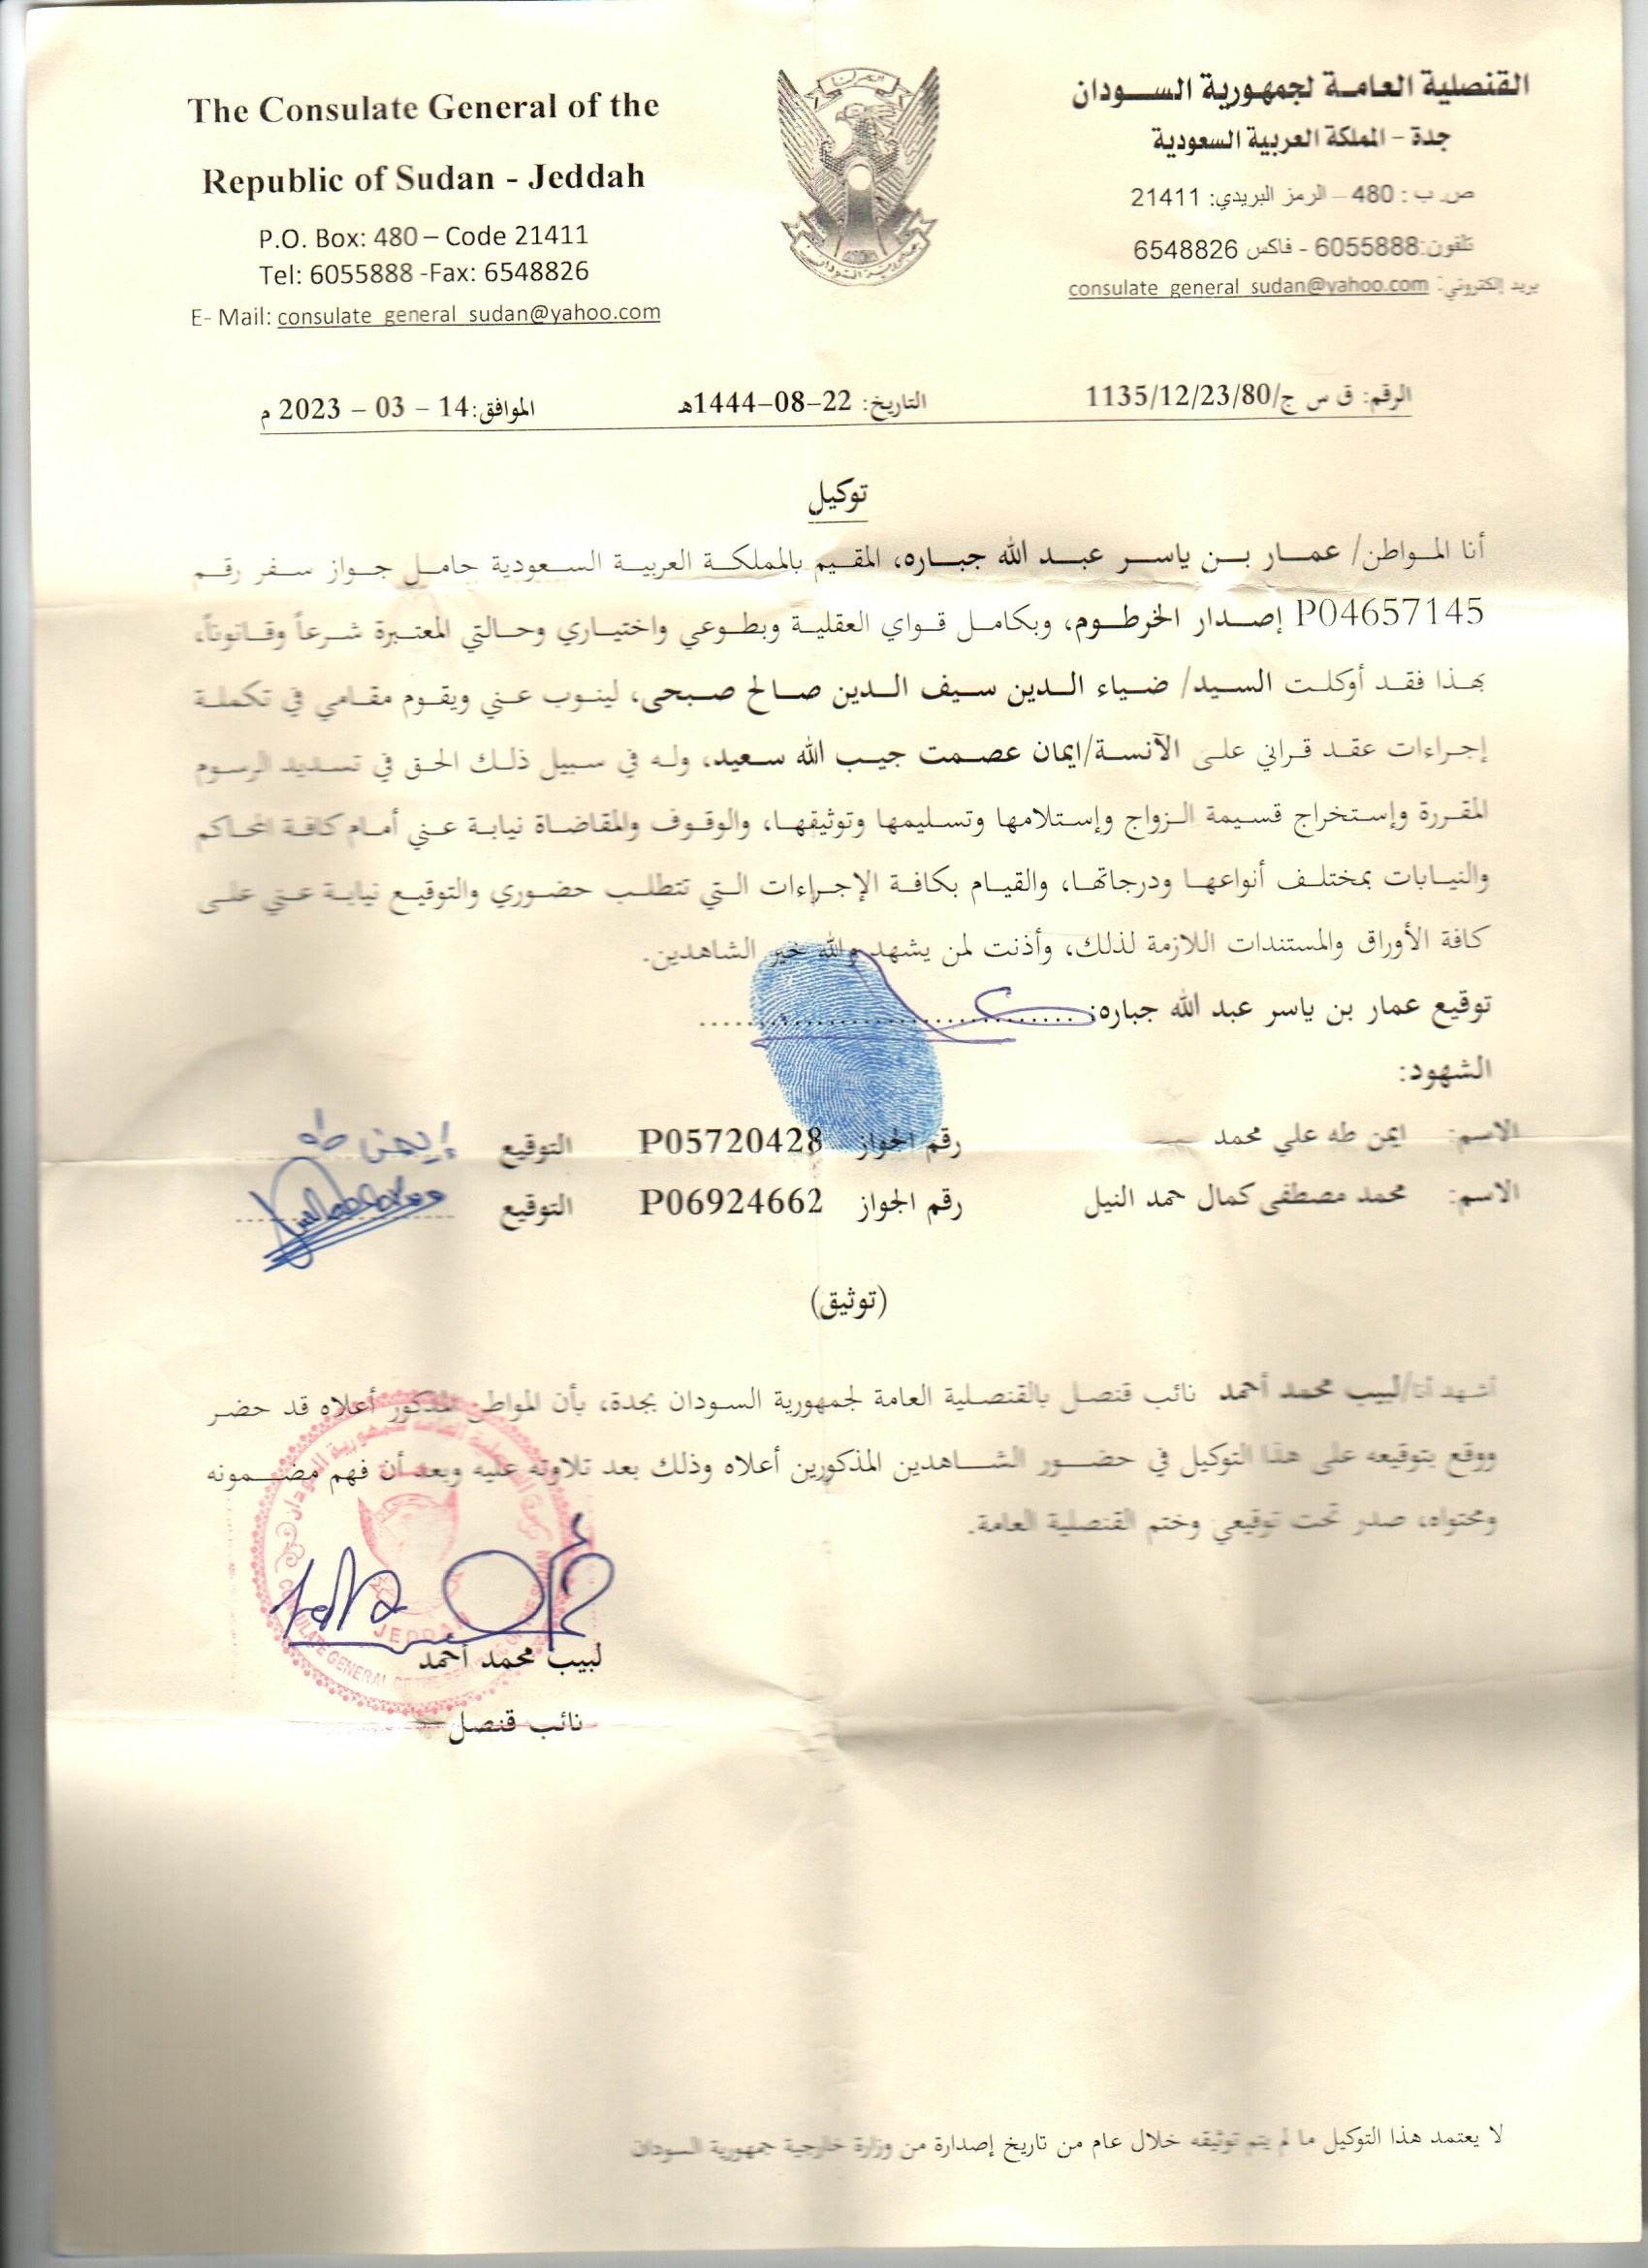 The Consulate General of the
Republic of Sudan - Jeddah
P.O. Box: 480 – Code 21411
Tel: 6055888 -Fax: 6548826
E- Mail: consulate_general_sudan@yahoo.com
القنصلية العامة لجمهورية السودان
جدة – المملكة العربية السعودية
ص. ب : 480 – الرمز البريدي: 21411
تلفون:6055888 - فاكس 6548826
بريد إلكتروني: consulate_general_sudan@yahoo.com
الرقم: ق س ج/1135/12/23/80 التاريخ: 22-08-1444هـ الموافق:14 – 03 – 2023 م
توكيل
أنا المواطن/ عمار بن ياسر عبد الله جباره، المقيم بالمملكة العربية السعودية حامل جواز سفر رقم
P04657145 إصدار الخرطوم، وبكامل قواي العقلية وبطوعي واختياري وحالتي المعتبرة شرعاً وقانوناً،
بهذا فقد أوكلت السيد/ ضياء الدين سيف الدين صالح صبحى، لينوب عني ويقوم مقامي في تكملة
إجراءات عقد قراني على الآنسة/ايمان عصمت جيب الله سعيد، وله في سبيل ذلك الحق في تسديد الرسوم
المقررة وإستخراج قسيمة الزواج وإستلامها وتسليمها وتوثيقها، والوقوف والمقاضاة نيابة عني أمام كافة المحاكم
والنيابات بمختلف أنواعها ودرجاتها، والقيام بكافة الإجراءات التي تتطلب حضوري والتوقيع نيابة عني على
كافة الأوراق والمستندات اللازمة لذلك، وأذنت لمن يشهد والله خير الشاهدين.
توقيع عمار بن ياسر عبد الله جباره:
الشهود:
الاسم: ايمن طه علي محمد رقم الجواز P05720428 التوقيع إيمن طه
الاسم: محمد مصطفى كمال حمد النيل رقم الجواز P06924662 التوقيع
(توثيق)
أشهد أنا/لبيب محمد أحمد نائب قنصل بالقنصلية العامة لجمهورية السودان بجدة، بأن المواطن المذكور أعلاه قد حضر
ووقع بتوقيعه على هذا التوكيل في حضور الشاهدين المذكورين أعلاه وذلك بعد تلاوته عليه وبعد أن فهم مضمونه
ومحتواه، صدر تحت توقيعي وختم القنصلية العامة.
JEDDAH
لبيب محمد أحمد
نائب قنصل
لا يعتمد هذا التوكيل ما لم يتم توثيقه خلال عام من تاريخ إصدارة من وزارة خارجية جمهورية السودان